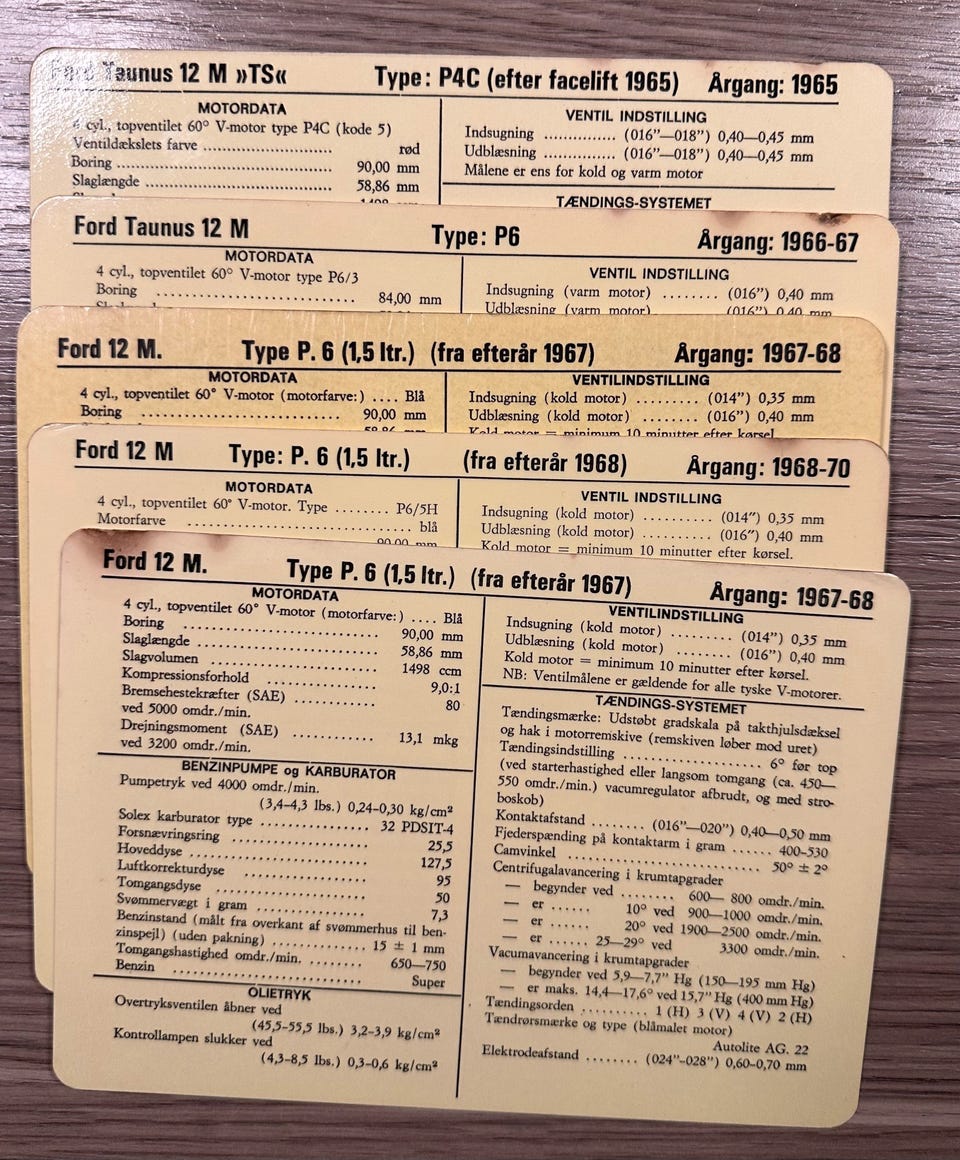 Ford Taunus 12 M »TS« Type: P4C (efter facelift 1965) Årgang: 1965
MOTORDATA
4 cyl., topventilet 60° V-motor type P4C (kode 5)
Ventildækslets farve .......... rød
Boring .......... 90,00 mm
Slaglængde .......... 58,86 mm
VENTIL INDSTILLING
Indsugning .......... (016”—018”) 0,40—0,45 mm
Udblæsning .......... (016”—018”) 0,40—0,45 mm
Målene er ens for kold og varm motor
TÆNDINGS-SYSTEMET
Ford Taunus 12 M Type: P6 Årgang: 1966-67
MOTORDATA
4 cyl., topventilet 60° V-motor type P6/3
Boring .......... 84,00 mm
VENTIL INDSTILLING
Indsugning (varm motor) ........ (016”) 0,40 mm
Udblæsning (varm motor) (016”) 0,40 mm
Ford 12 M. Type P. 6 (1,5 ltr.) (fra efterår 1967) Årgang: 1967-68
MOTORDATA
4 cyl., topventilet 60° V-motor (motorfarve:) .... Blå
Boring .......... 90,00 mm
58,86 mm
VENTILINDSTILLING
Indsugning (kold motor) ......... (014”) 0,35 mm
Udblæsning (kold motor) ........ (016”) 0,40 mm
Kold motor = minimum 10 minutter efter kørsel
Ford 12 M Type: P. 6 (1,5 ltr.) (fra efterår 1968) Årgang: 1968-70
MOTORDATA
4 cyl., topventilet 60° V-motor. Type ........ P6/5H
Motorfarve .......... blå
90,00 mm
VENTIL INDSTILLING
Indsugning (kold motor) .......... (014”) 0,35 mm
Udblæsning (kold motor) ......... (016”) 0,40 mm
Kold motor = minimum 10 minutter efter kørsel.
Ford 12 M. Type P. 6 (1,5 ltr.) (fra efterår 1967) Årgang: 1967-68
MOTORDATA
4 cyl., topventilet 60° V-motor (motorfarve:) .... Blå
Boring .......... 90,00 mm
Slaglængde .......... 58,86 mm
Slagvolumen .......... 1498 ccm
Kompressionsforhold .......... 9,0:1
Bremsehestekræfter (SAE) .......... 80
ved 5000 omdr./min.
Drejningsmoment (SAE) .......... 13,1 mkg
ved 3200 omdr./min.
BENZINPUMPE og KARBURATOR
Pumpetryk ved 4000 omdr./min.
(3,4–4,3 lbs.) 0,24–0,30 kg/cm²
Solex karburator type .......... 32 PDSIT-4
Forsnævringsring .......... 25,5
Hoveddyse .......... 127,5
Luftkorrekturdyse .......... 95
Tomgangsdyse .......... 50
Svømmervægt i gram .......... 7,3
Benzinstand (målt fra overkant af svømmerhus til ben-
zinspejl) (uden pakning) .......... 15 ± 1 mm
Tomgangshastighed omdr./min. ........ 650—750
Benzin .......... Super
OLIETRYK
Overtryksventilen åbner ved
(45,5–55,5 lbs.) 3,2–3,9 kg/cm²
Kontrollampen slukker ved
(4,3–8,5 lbs.) 0,3–0,6 kg/cm²
VENTILINDSTILLING
Indsugning (kold motor) ......... (014”) 0,35 mm
Udblæsning (kold motor) ........ (016”) 0,40 mm
Kold motor = minimum 10 minutter efter kørsel.
NB: Ventilmålene er gældende for alle tyske V-motorer.
TÆNDINGS-SYSTEMET
Tændingsmærke: Udstøbt gradskala på takthjulsdæksel
og hak i motorremskive (remskiven løber mod uret)
Tændingsindstilling .......... 6° før top
(ved starterhastighed eller langsom tomgang (ca. 450—
550 omdr./min.) vacumregulator afbrudt, og med stro-
boskob)
Kontaktafstand ........ (016”—020”) 0,40—0,50 mm
Fjederspænding på kontaktarm i gram ...... 400–530
Camvinkel .......... 50° ± 2°
Centrifugalavancering i krumtapgrader
— begynder ved ........ 600— 800 omdr./min.
— er ...... 10° ved 900—1000 omdr./min.
— er ...... 20° ved 1900—2500 omdr./min.
— er ...... 25—29° ved 3300 omdr./min.
Vacumavancering i krumtapgrader
— begynder ved 5,9—7,7” Hg (150—195 mm Hg)
— er maks. 14,4—17,6° ved 15,7” Hg (400 mm Hg)
Tændingsorden .......... 1 (H) 3 (V) 4 (V) 2 (H)
Tændrørsmærke og type (blåmalet motor)
Autolite AG. 22
Elektrodeafstand ........ (024”–028”) 0,60–0,70 mm